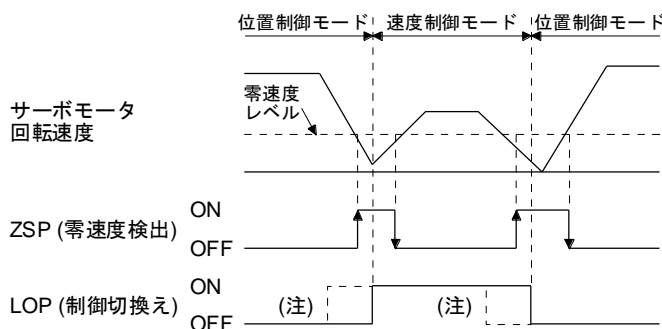 位置制御モード 速度制御モード 位置制御モード
零速度
レベル
サーボモータ
回転速度
ON
ZSP (零速度検出)
OFF
ON
LOP (制御切換え) (注) (注)
OFF